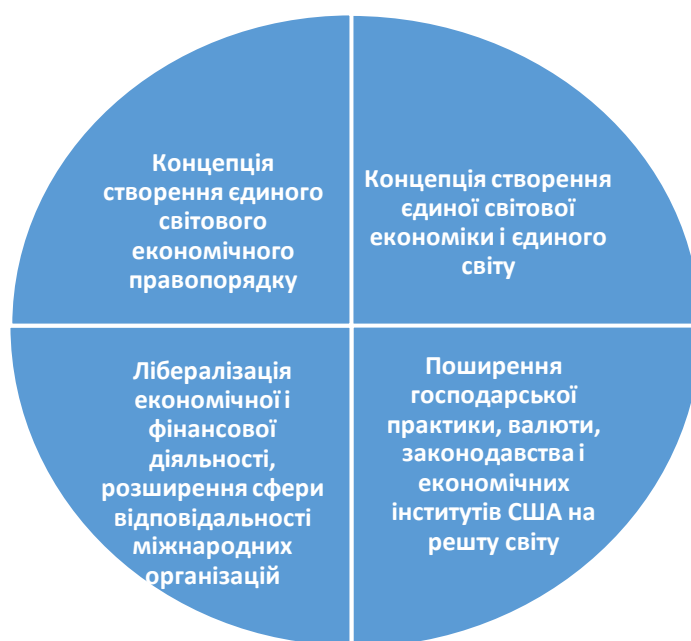 Концепція
створення єдиного
світового
економічного
правопорядку
Концепція створення
єдиної світової
економіки і єдиного
світу
Лібералізація
економічної і
фінансової
діяльності,
розширення сфери
відповідальності
міжнародних
організацій
Поширення
господарської
практики, валюти,
законодавства і
економічних
інститутів США на
решту світу